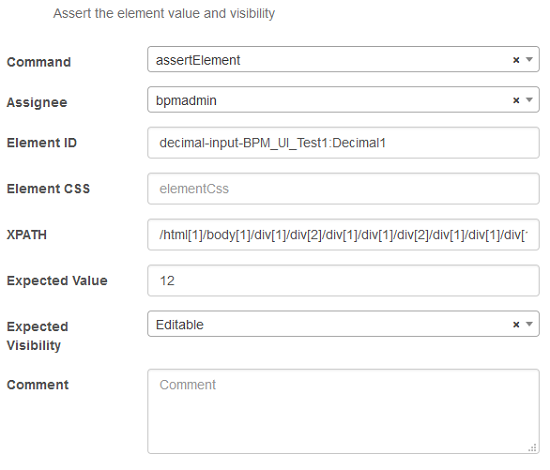 Assert the element value and visibility
Command assertElement × 
Assignee bpmadmin ×
Element ID decimal-input-BPM_UI_Test1:Decimal1
Element CSS elementCss
XPATH /html[1]/body[1]/div[1]/div[2]/div[1]/div[1]/div[2]/div[1]/div[1]/div[
Expected Value 12
Expected Editable ×
Visibility
Comment Comment